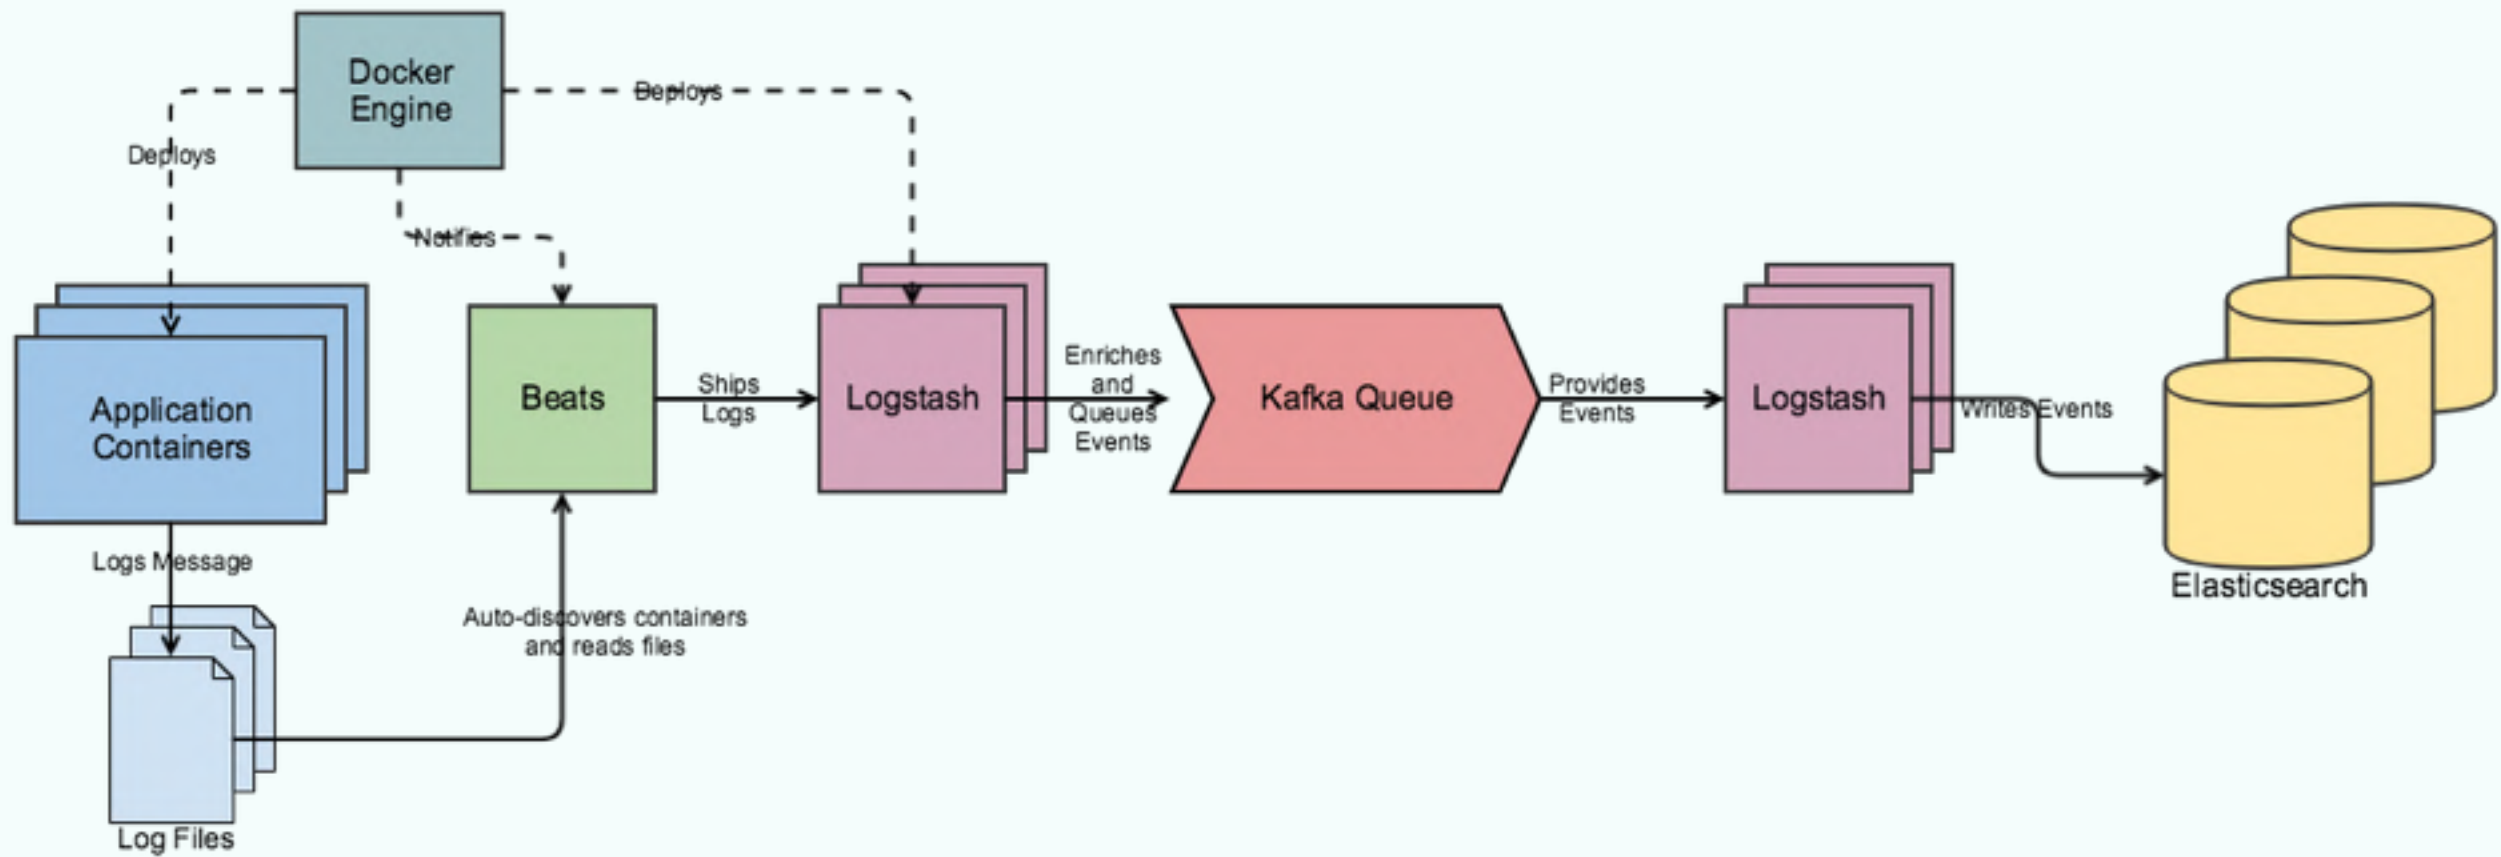 Docker
Engine
Deploys
Deploys
Notifies
Application
Containers
Beats
Ships
Logs
Logstash
Enriches
and
Queues
Events
Kafka Queue
Provides
Events
Logstash
Writes Events
Elasticsearch
Logs Message
Auto-discovers containers
and reads files
Log Files